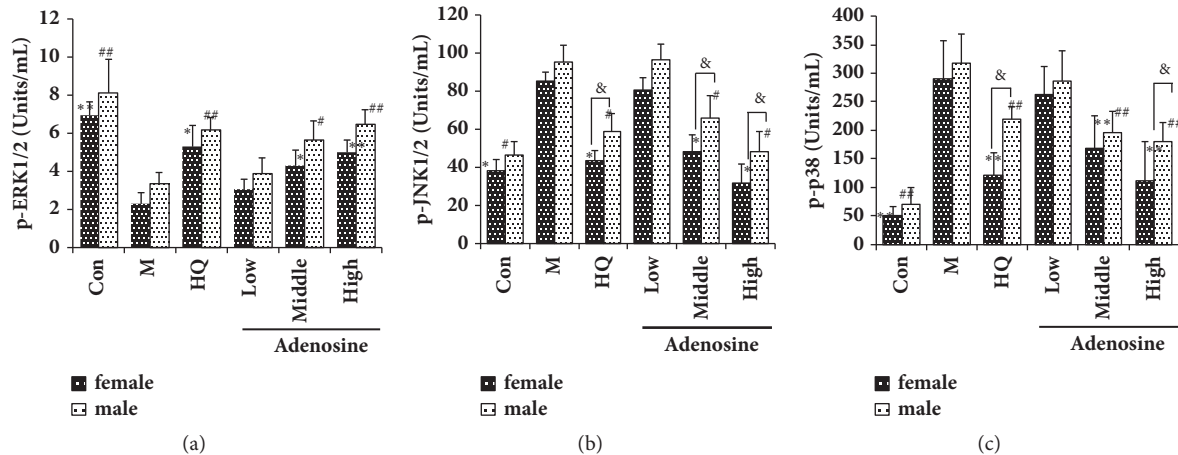 p-ERK1/2 (Units/mL)
12
10
8
6
4
2
0
**
##
*
##
*
#
**
##
Con
M
HQ
Low
Middle
High
Adenosine
female
male
(a)
p-JNK1/2 (Units/mL)
120
100
80
60
40
20
0
*
#
&
*
#
&
*
#
&
*
#
Con
M
HQ
Low
Middle
High
Adenosine
female
male
(b)
p-p38 (Units/mL)
400
350
300
250
200
150
100
50
0
**
##
&
**
##
**
##
&
**
##
Con
M
HQ
Low
Middle
High
Adenosine
female
male
(c)